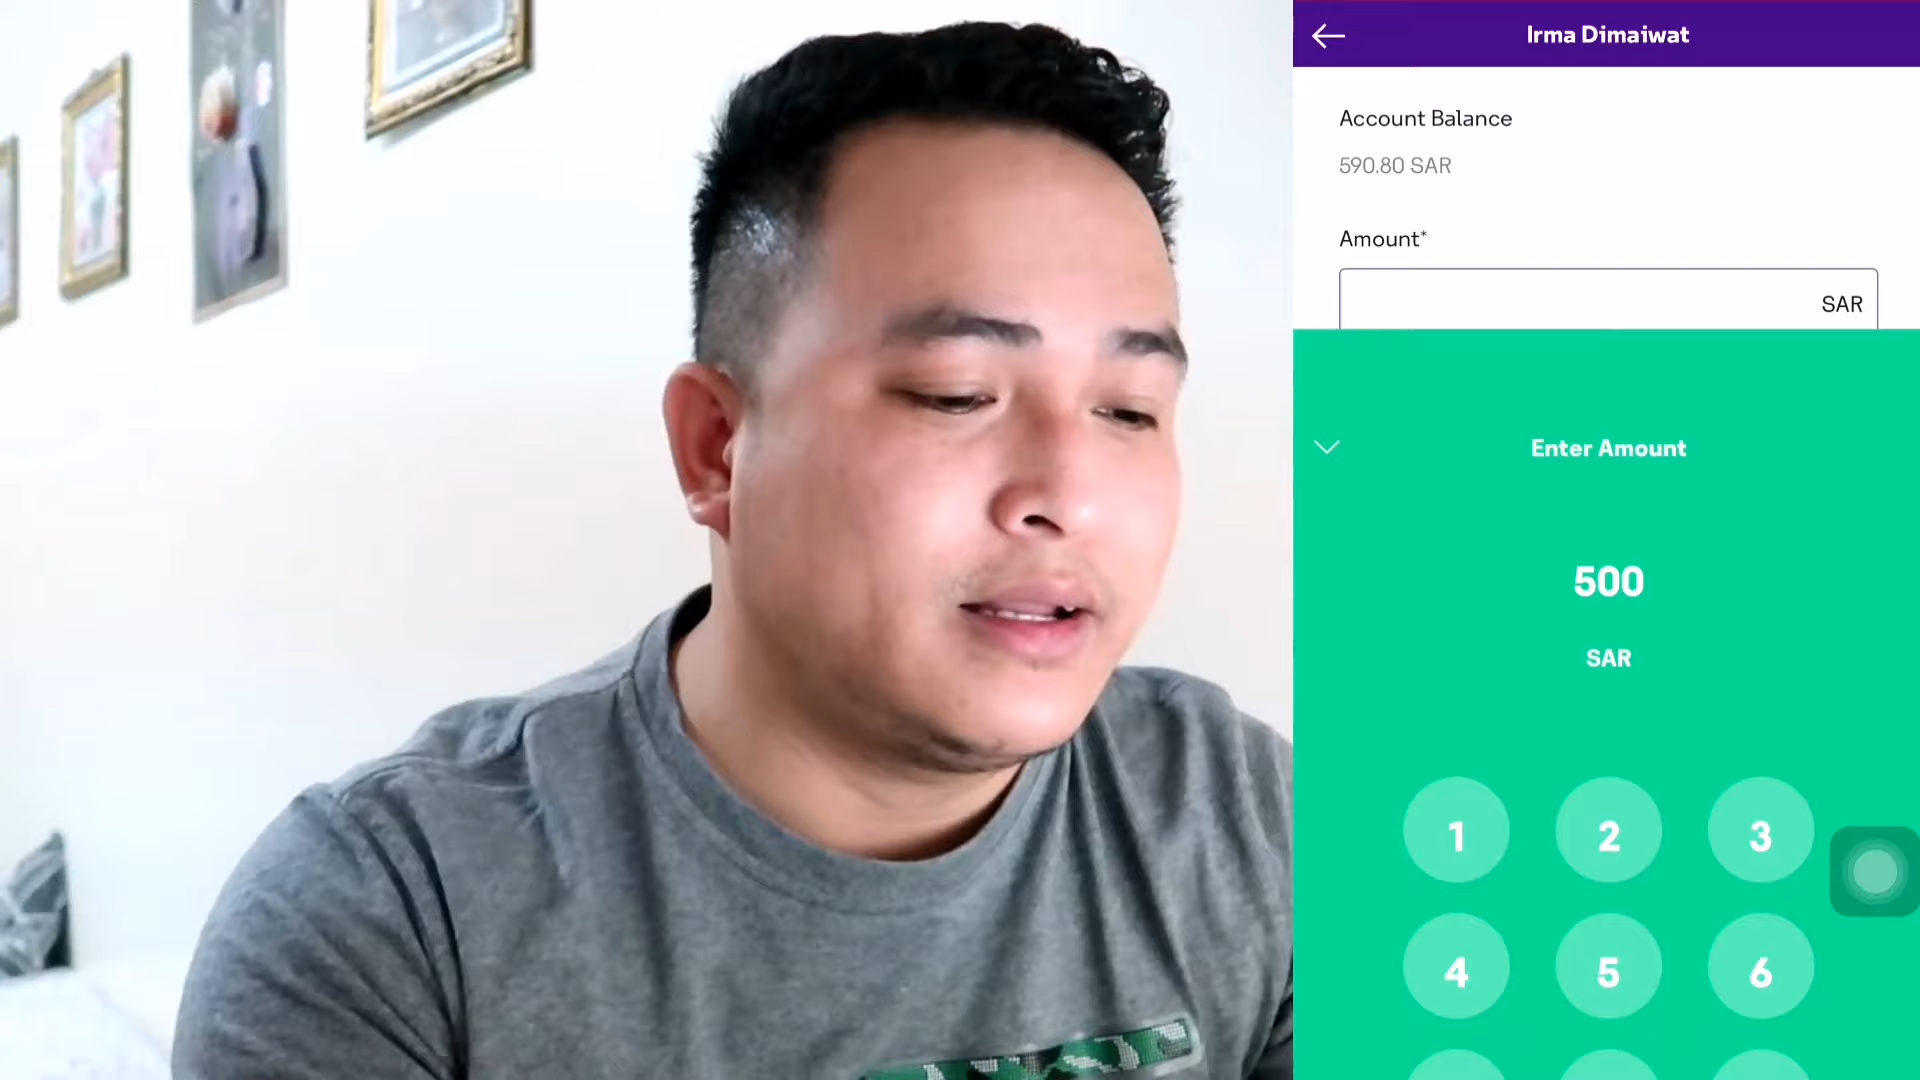 Irma Dimaiwat
Account Balance
590.80 SAR
Amount*
SAR
Enter Amount
500
SAR
1 2 3
4 5 6